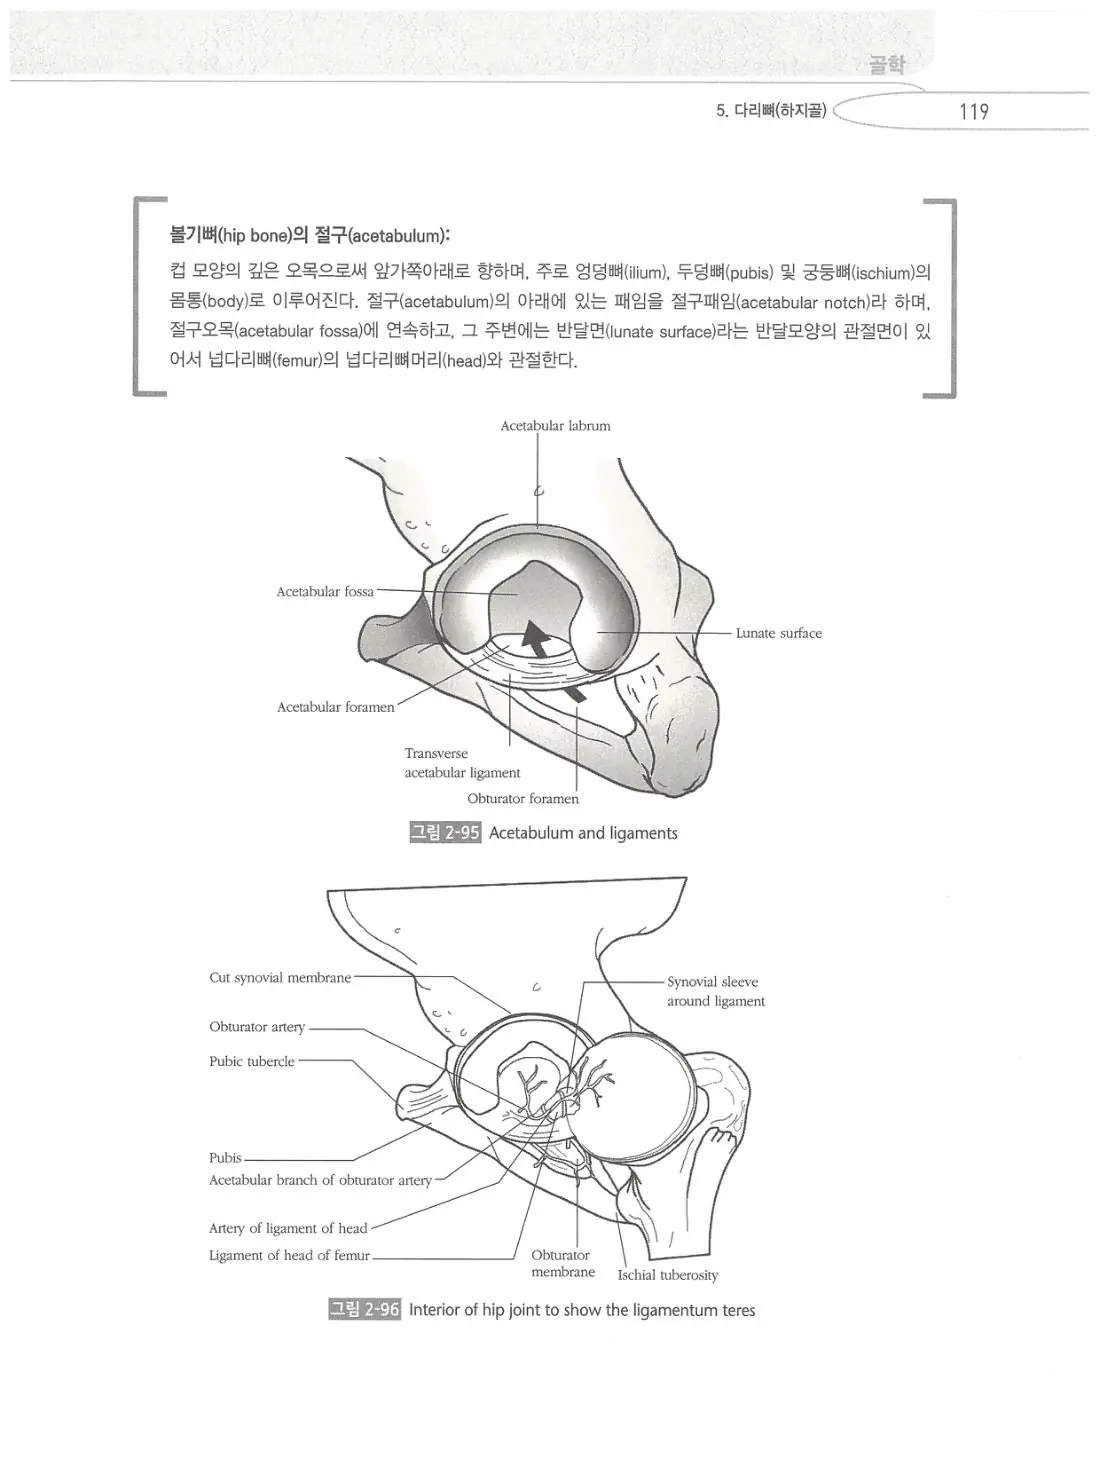 골학
5. 다리뼈(하지골)
119
볼기뼈(hip bone)의 절구(acetabulum):
컵 모양의 깊은 오목으로써 앞가쪽아래로 향하며, 주로 엉덩뼈(ilium), 두덩뼈(pubis) 및 궁둥뼈(ischium)의
몸통(body)로 이루어진다. 절구(acetabulum)의 아래에 있는 패임을 절구패임(acetabular notch)라 하며,
절구오목(acetabular fossa)에 연속하고, 그 주변에는 반달면(lunate surface)라는 반달모양의 관절면이 있
어서 넙다리뼈(femur)의 넙다리뼈머리(head)와 관절한다.
Acetabular labrum
Acetabular fossa
Lunate surface
Acetabular foramen
Transverse
acetabular ligament
Obturator foramen
그림 2-95 Acetabulum and ligaments
Cut synovial membrane
Synovial sleeve
around ligament
Obturator artery
Pubic tubercle
Pubis
Acetabular branch of obturator artery
Artery of ligament of head
Ligament of head of femur
Obturator
membrane
Ischial tuberosity
그림 2-96 Interior of hip joint to show the ligamentum teres